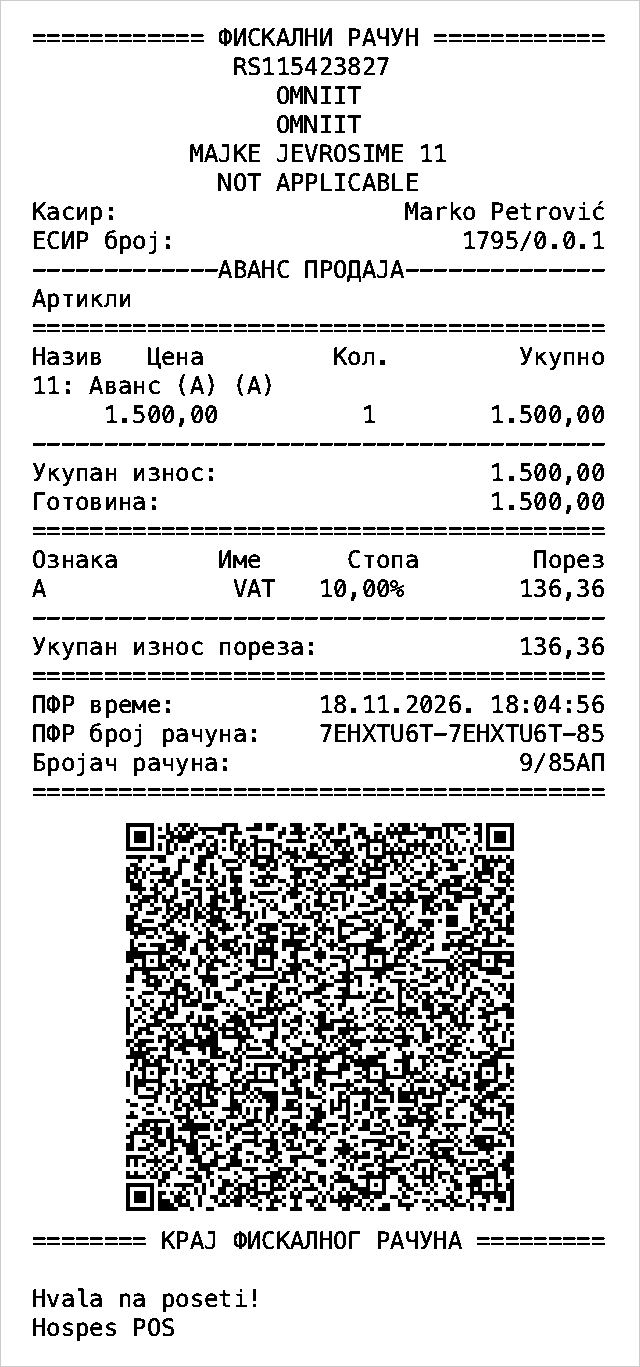 ============ ФИСКАЛНИ РАЧУН ============
RS115423827
OMNIIT
OMNIIT
MAJKE JEVROSIME 11
NOT APPLICABLE
Касир: Marko Petrović
ЕСИР број: 1795/0.0.1
-------------АВАНС ПРОДАЈА--------------
Артикли
========================================
Назив Цена Кол. Укупно
11: Аванс (А) (А)
1.500,00 1 1.500,00
----------------------------------------
Укупан износ: 1.500,00
Готовина: 1.500,00
========================================
Ознака Име Стопа Порез
А VAT 10,00% 136,36
----------------------------------------
Укупан износ пореза: 136,36
========================================
ПФР време: 18.11.2026. 18:04:56
ПФР број рачуна: 7EHXTU6T-7EHXTU6T-85
Бројач рачуна: 9/85АП
========================================
======== КРАЈ ФИСКАЛНОГ РАЧУНА =========
Hvala na poseti!
Hospes POS